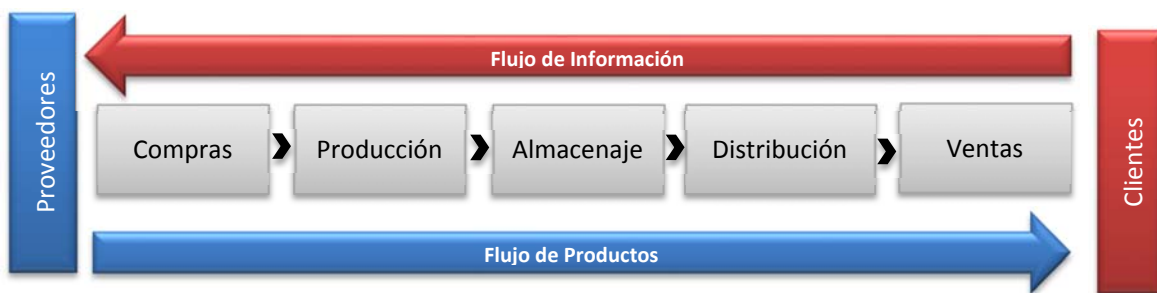 Proveedores
Flujo de Información
Compras
Producción
Almacenaje
Distribución
Ventas
Flujo de Productos
Clientes